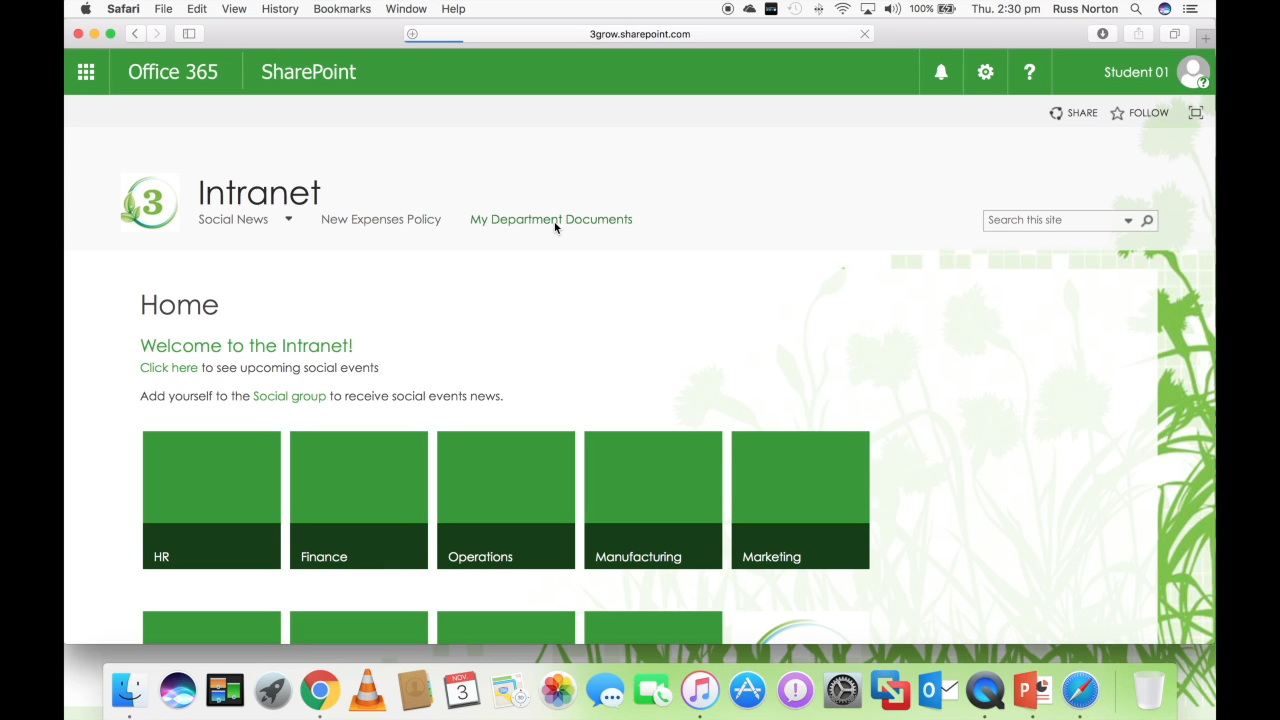 Safari File Edit View History Bookmarks Window Help 100% Thu. 2:30 pm Russ Norton
3grow.sharepoint.com
Office 365 SharePoint ? Student 01
SHARE FOLLOW
3
Intranet
Social News New Expenses Policy My Department Documents
Search this site
Home
Welcome to the Intranet!
Click here to see upcoming social events
Add yourself to the Social group to receive social events news.
HR Finance Operations Manufacturing Marketing
NOV.
3